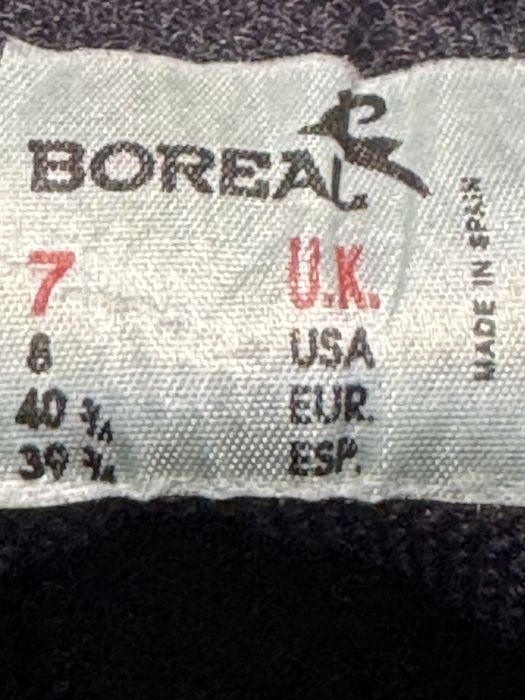 BOREAL
7 U.K.
8 USA
40 3/4 EUR.
39 3/4 ESP.
MADE IN SPAIN